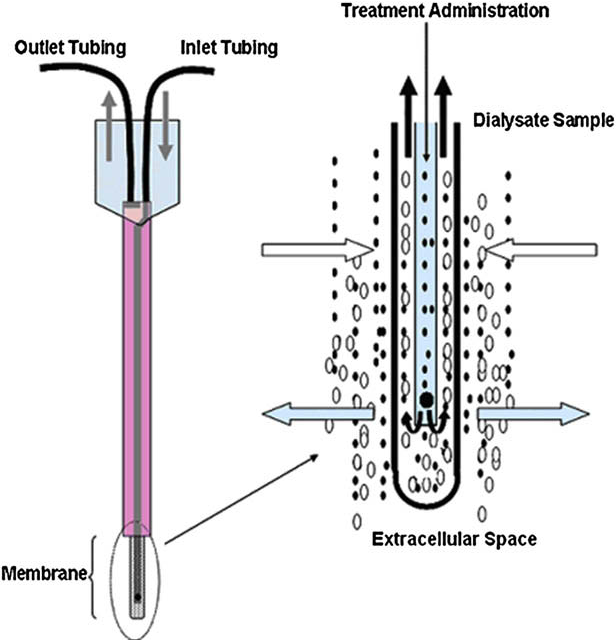 Treatment Administration
Outlet Tubing
Inlet Tubing
Dialysate Sample
Extracellular Space
Membrane